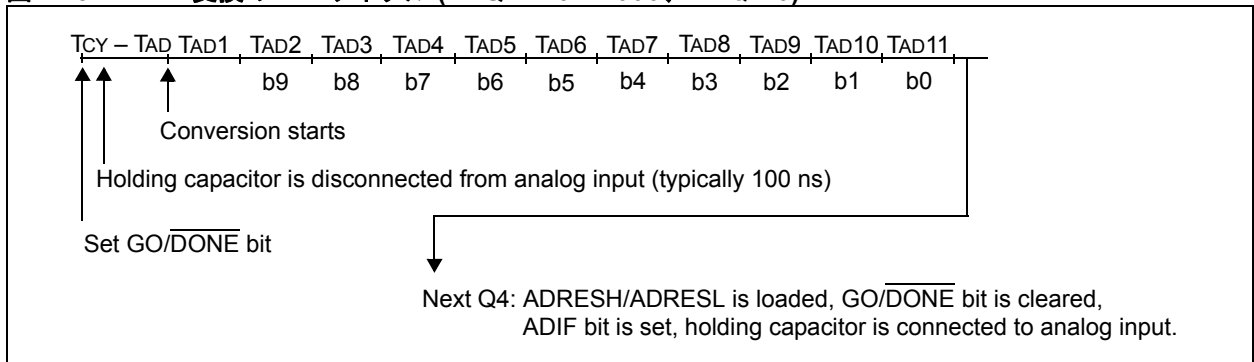 TCY – TAD TAD1 TAD2 TAD3 TAD4 TAD5 TAD6 TAD7 TAD8 TAD9 TAD10 TAD11
b9 b8 b7 b6 b5 b4 b3 b2 b1 b0
Conversion starts
Holding capacitor is disconnected from analog input (typically 100 ns)
Set GO/DONE bit
Next Q4: ADRESH/ADRESL is loaded, GO/DONE bit is cleared,
ADIF bit is set, holding capacitor is connected to analog input.